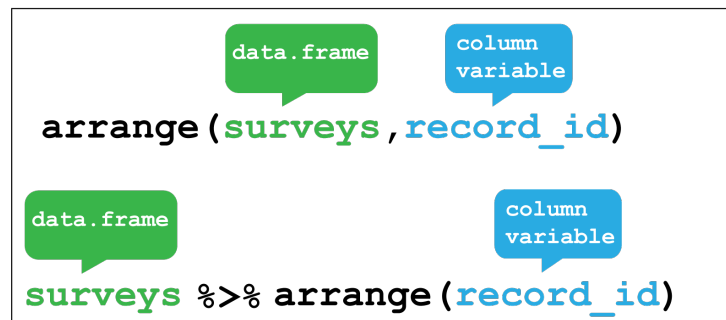 data.frame
column
variable
arrange(surveys,record_id)
data.frame
column
variable
surveys %>% arrange(record_id)